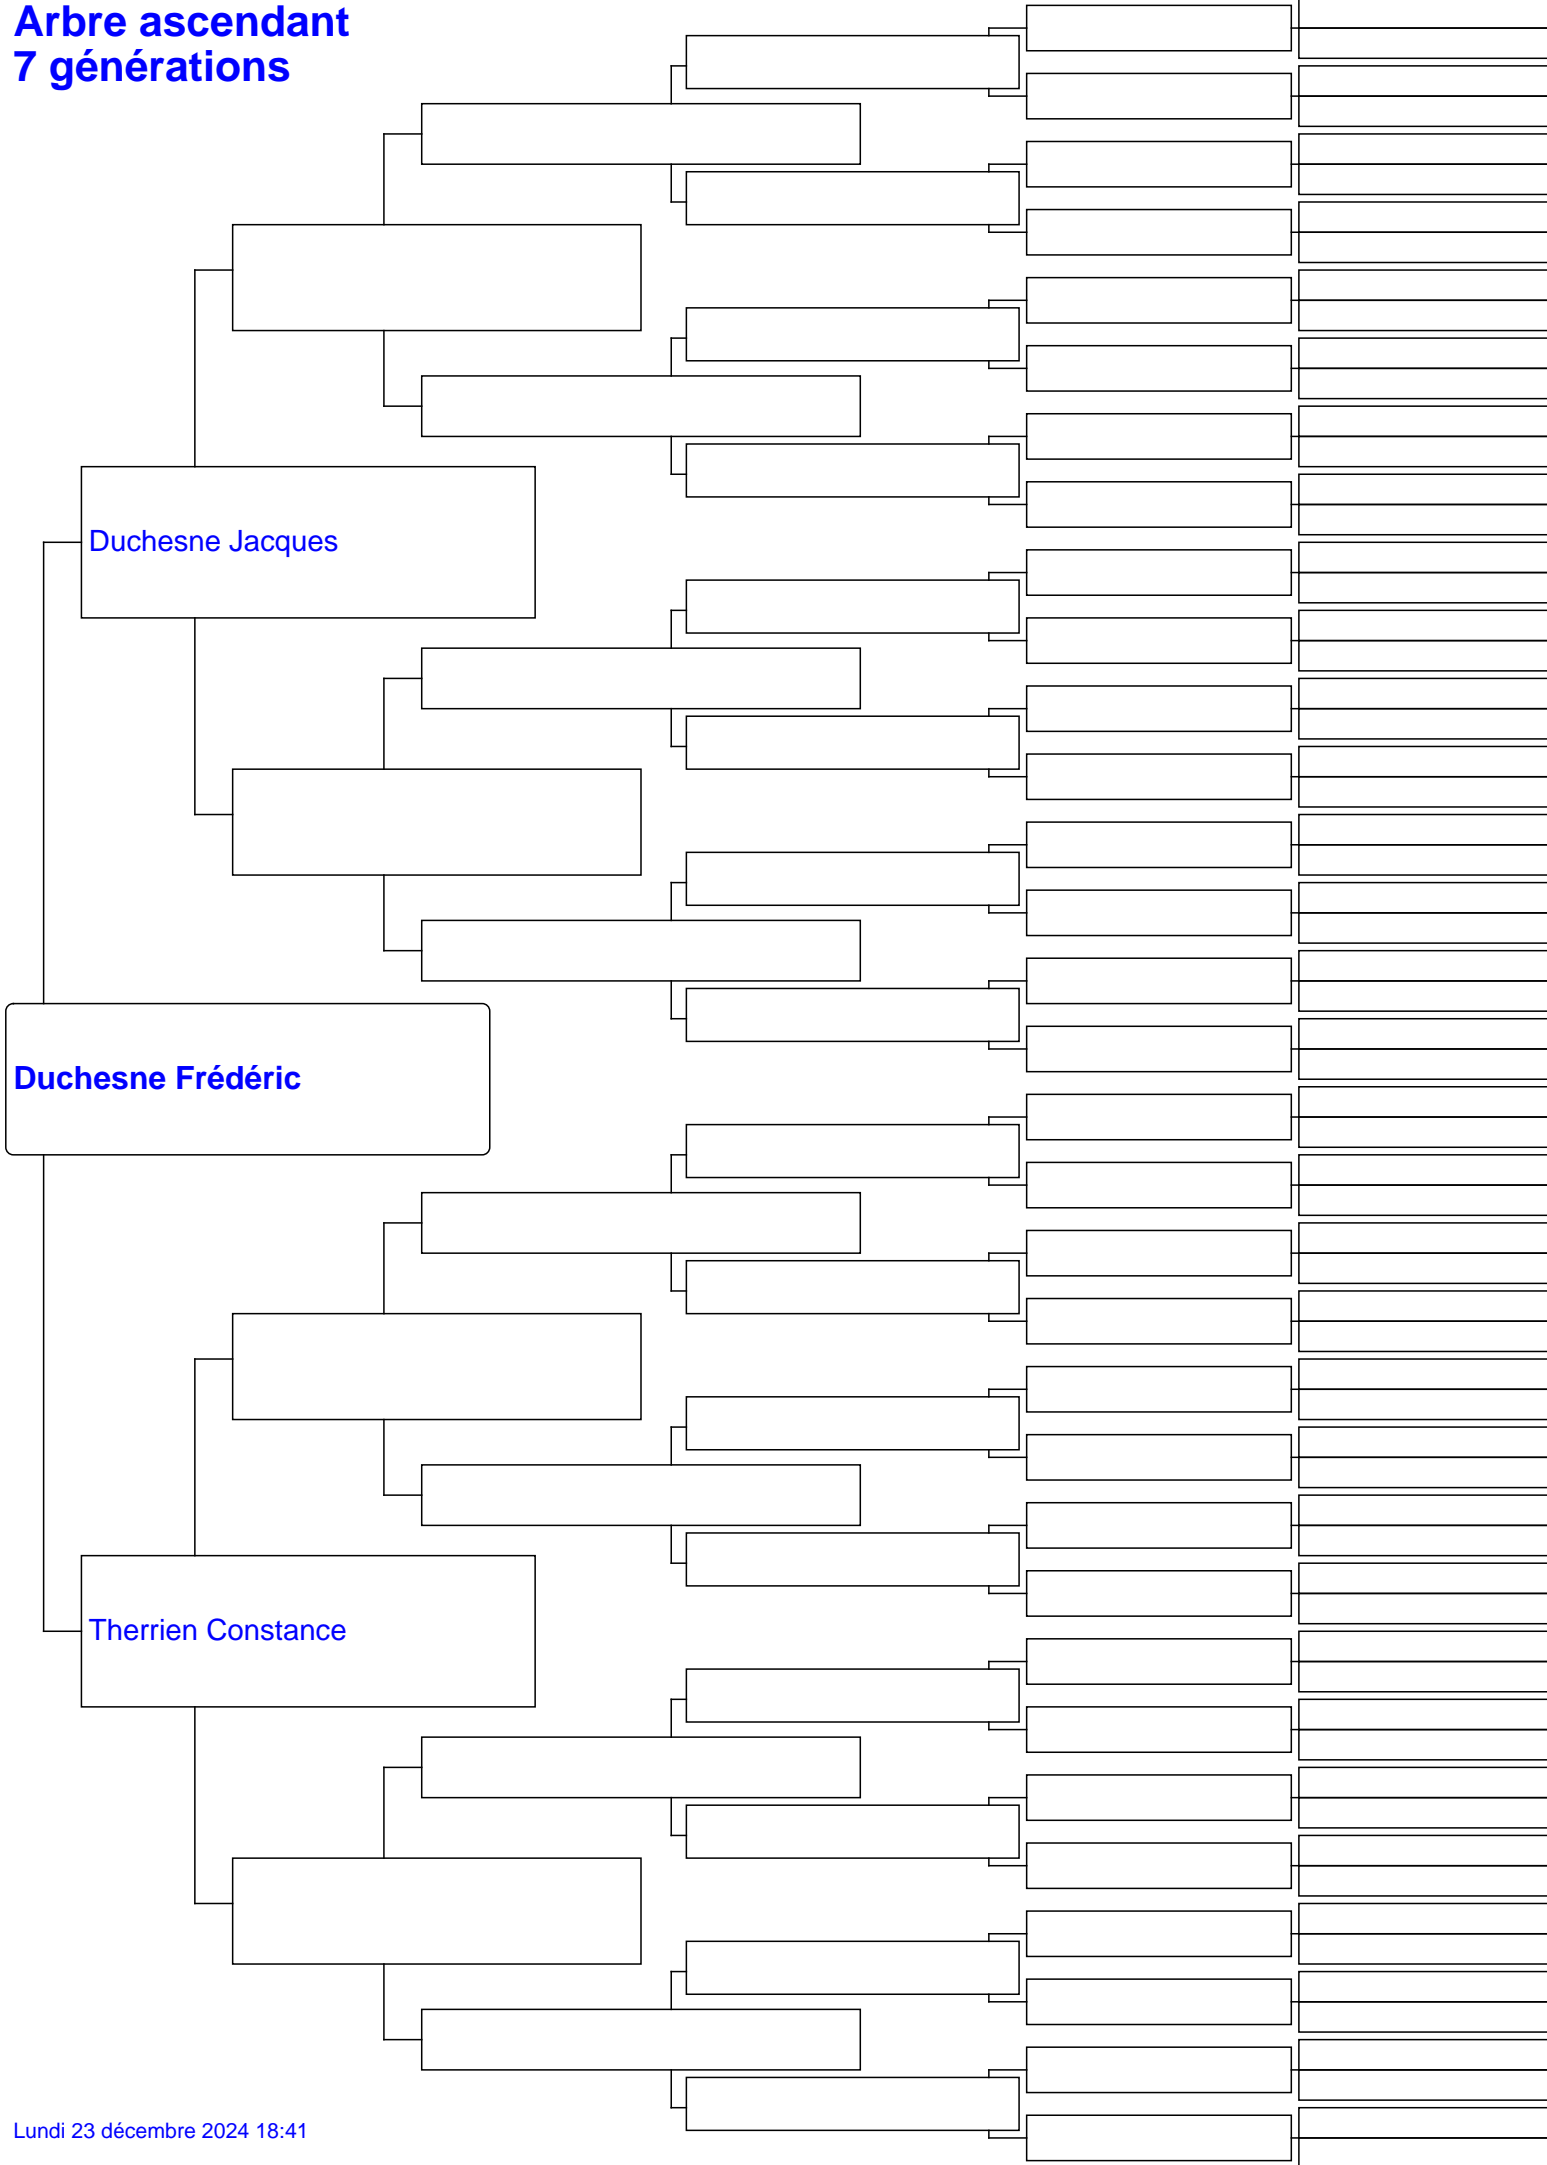 Arbre ascendant
7 générations
Duchesne Jacques
Duchesne Frédéric
Therrien Constance
Lundi 23 décembre 2024 18:41